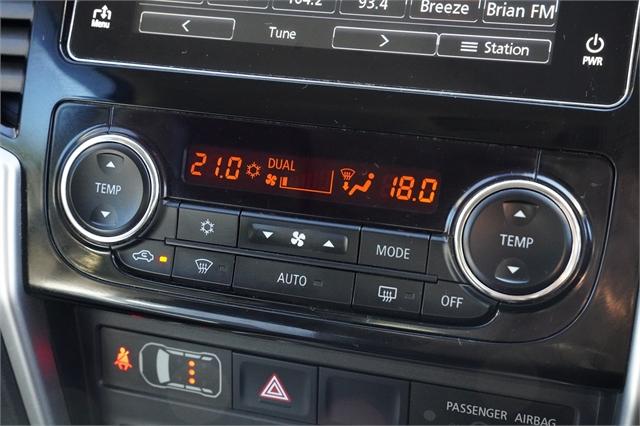 104.2 93.4 Breeze Brian FM
Menu
Tune
Station
PWR
21.0 DUAL 18.0
TEMP
TEMP
MODE
AUTO
OFF
PASSENGER AIRBAG